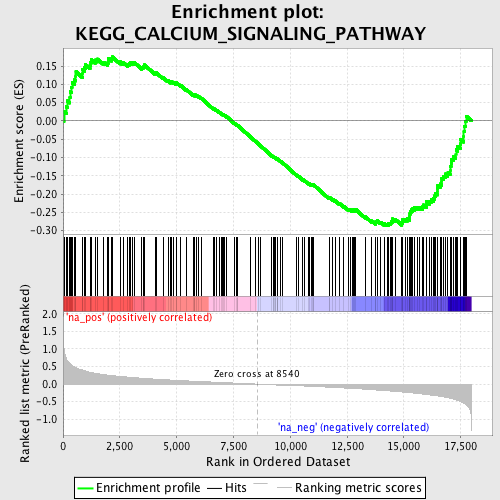 Enrichment plot:
KEGG_CALCIUM_SIGNALING_PATHWAY
Enrichment score (ES)
0.15
0.10
0.05
0.00
-0.05
-0.10
-0.15
-0.20
-0.25
-0.30
'na_pos' (positively correlated)
Ranked list metric (PreRanked)
2.0
1.5
1.0
0.5
0.0
-0.5
-1.0
Zero cross at 8540
'na_neg' (negatively correlated)
0 2,500 5,000 7,500 10,000 12,500 15,000 17,500
Rank in Ordered Dataset
Enrichment profile Hits Ranking metric scores